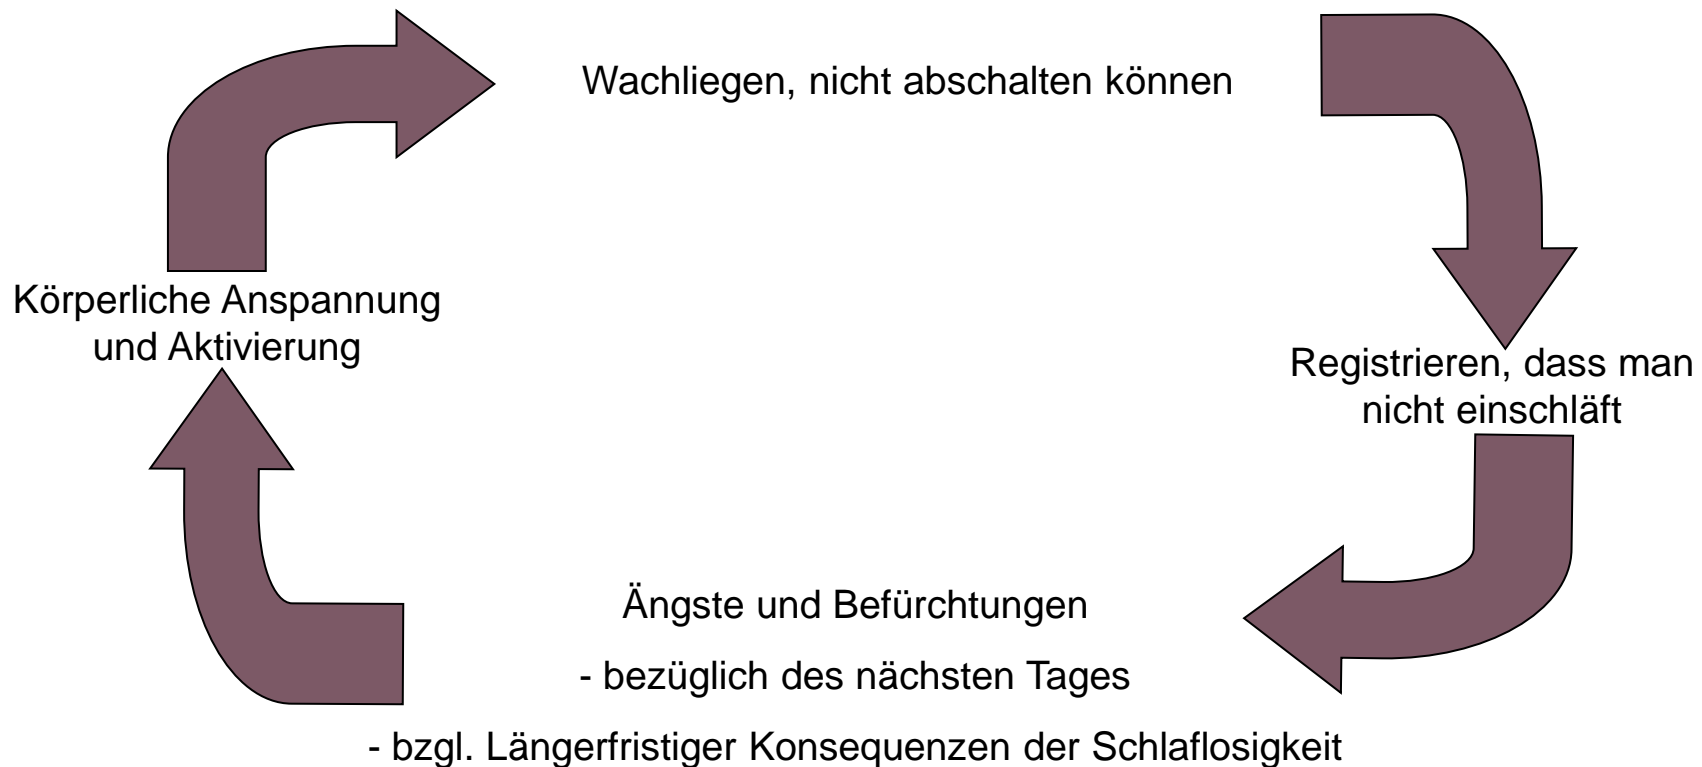 Wachliegen, nicht abschalten können
Körperliche Anspannung
und Aktivierung
Registrieren, dass man
nicht einschläft
Ängste und Befürchtungen
- bezüglich des nächsten Tages
- bzgl. Längerfristiger Konsequenzen der Schlaflosigkeit